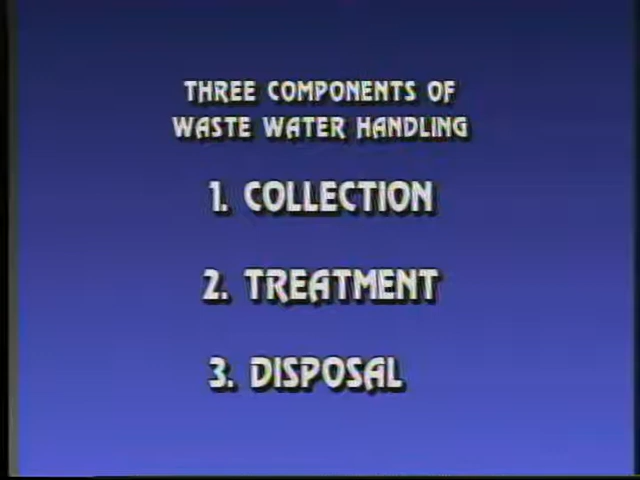 THREE COMPONENTS OF
WASTE WATER HANDLING
1. COLLECTION
2. TREATMENT
3. DISPOSAL